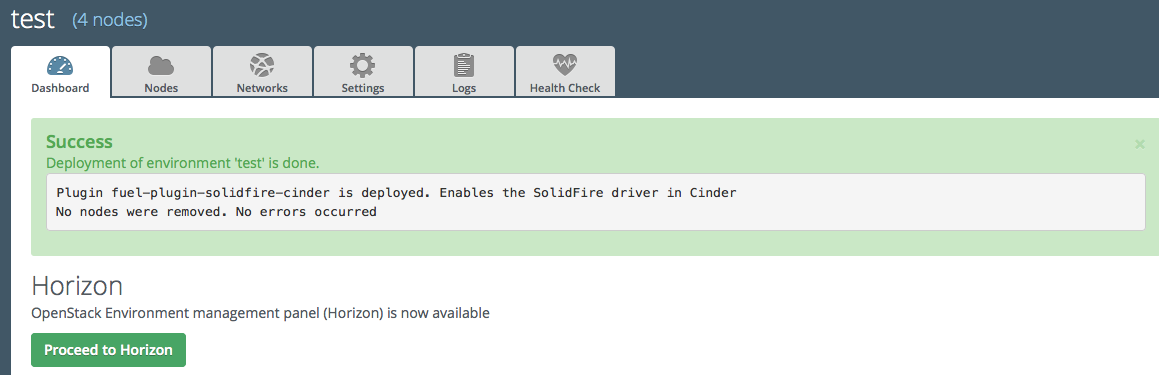 test (4 nodes)
Dashboard Nodes Networks Settings Logs Health Check
Success ×
Deployment of environment 'test' is done.
Plugin fuel-plugin-solidfire-cinder is deployed. Enables the SolidFire driver in Cinder
No nodes were removed. No errors occurred
Horizon
OpenStack Environment management panel (Horizon) is now available
Proceed to Horizon